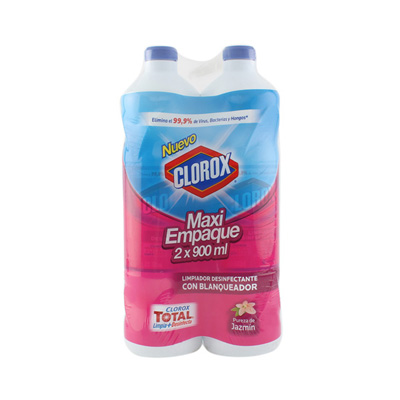 Elimina el 99,9% de Virus, Bacterias y Hongos*
Nuevo
CLOROX
Maxi
Empaque
2 x 900 ml
LIMPIADOR DESINFECTANTE
CON BLANQUEADOR
CLOROX
TOTAL
Limpia+Desinfecta
Pureza de
Jazmín